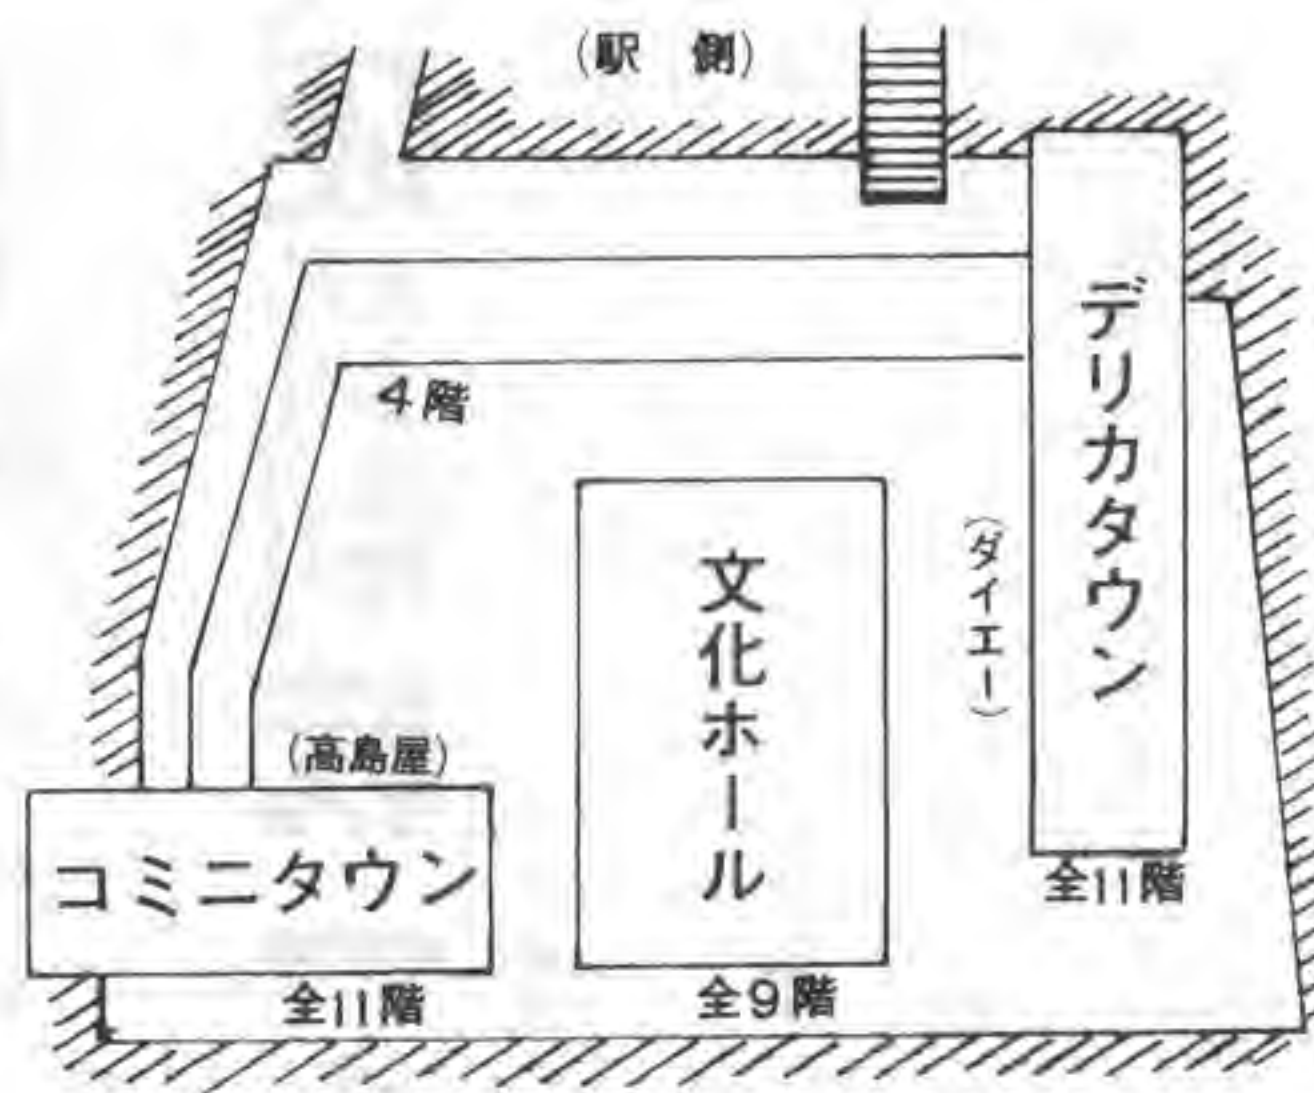 (駅 側)
デリカタウン
4階
(ダイエー)
文化ホール
(高島屋)
コミニタウン
全11階
全11階
全9階